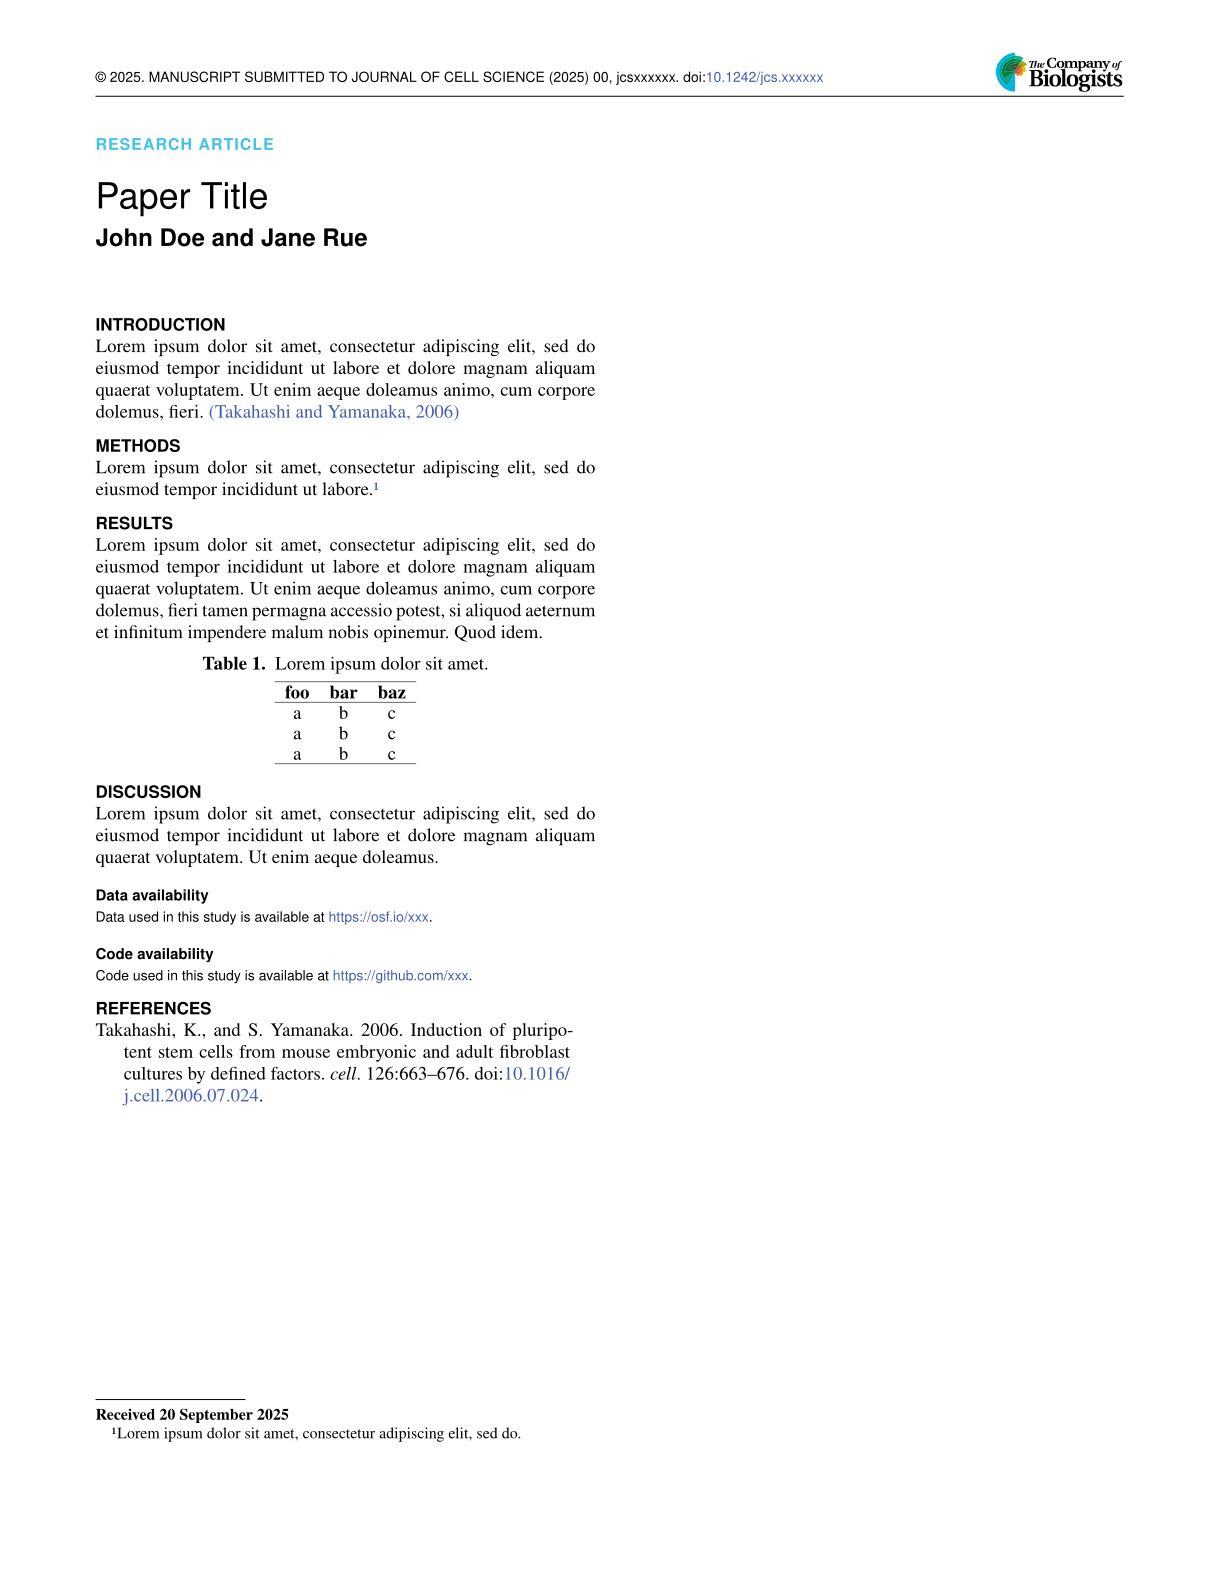 © 2025. MANUSCRIPT SUBMITTED TO JOURNAL OF CELL SCIENCE (2025) 00, jcsxxxxxx. doi:10.1242/jcs.xxxxxx
The Company of
Biologists
RESEARCH ARTICLE
Paper Title
John Doe and Jane Rue
INTRODUCTION
Lorem ipsum dolor sit amet, consectetur adipiscing elit, sed do
eiusmod tempor incididunt ut labore et dolore magnam aliquam
quaerat voluptatem. Ut enim aeque doleamus animo, cum corpore
dolemus, fieri. (Takahashi and Yamanaka, 2006)
METHODS
Lorem ipsum dolor sit amet, consectetur adipiscing elit, sed do
eiusmod tempor incididunt ut labore.¹
RESULTS
Lorem ipsum dolor sit amet, consectetur adipiscing elit, sed do
eiusmod tempor incididunt ut labore et dolore magnam aliquam
quaerat voluptatem. Ut enim aeque doleamus animo, cum corpore
dolemus, fieri tamen permagna accessio potest, si aliquod aeternum
et infinitum impendere malum nobis opinemur. Quod idem.
Table 1. Lorem ipsum dolor sit amet.
foo bar baz
a b c
a b c
a b c
DISCUSSION
Lorem ipsum dolor sit amet, consectetur adipiscing elit, sed do
eiusmod tempor incididunt ut labore et dolore magnam aliquam
quaerat voluptatem. Ut enim aeque doleamus.
Data availability
Data used in this study is available at https://osf.io/xxx.
Code availability
Code used in this study is available at https://github.com/xxx.
REFERENCES
Takahashi, K., and S. Yamanaka. 2006. Induction of pluripo-
tent stem cells from mouse embryonic and adult fibroblast
cultures by defined factors. cell. 126:663–676. doi:10.1016/
j.cell.2006.07.024.
Received 20 September 2025
¹Lorem ipsum dolor sit amet, consectetur adipiscing elit, sed do.